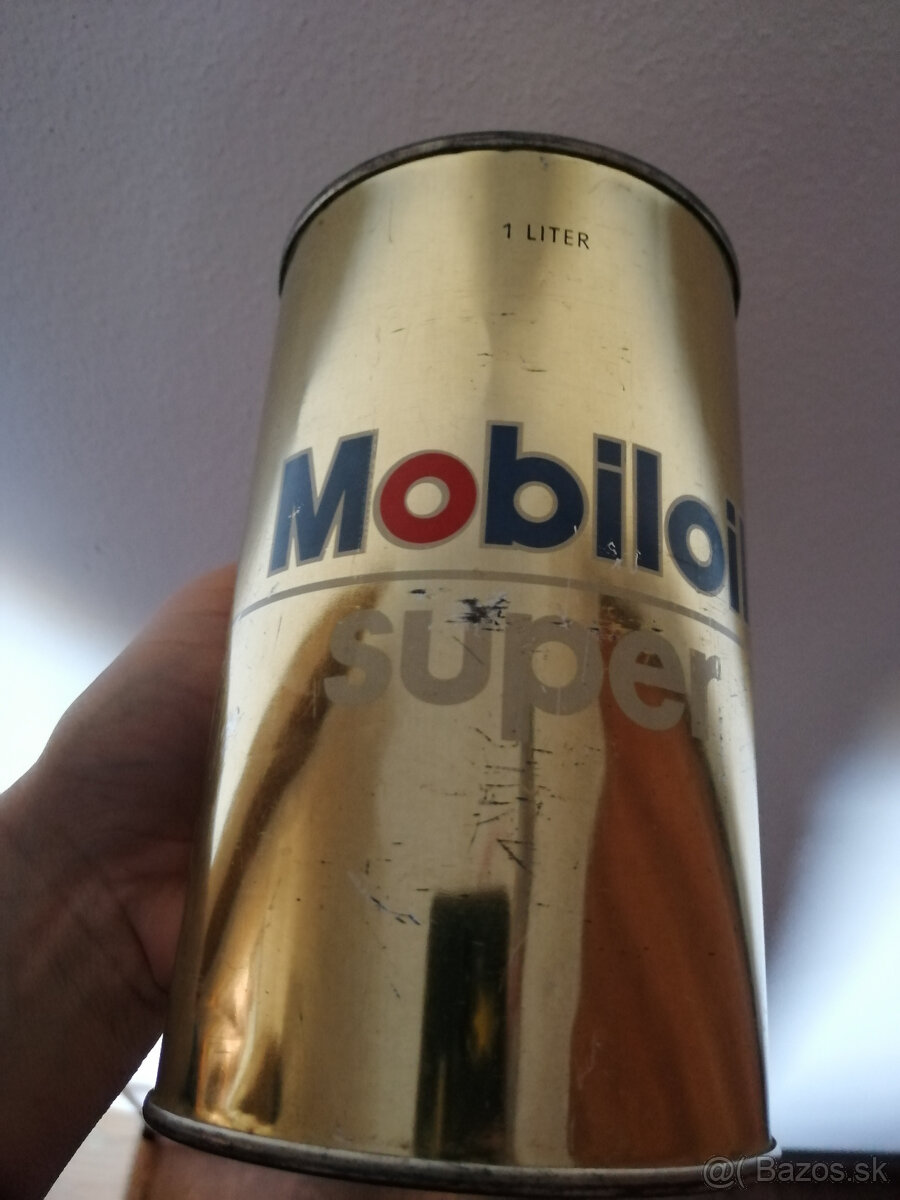 1 LITER
Mobiloil
super
@( Bazos.sk